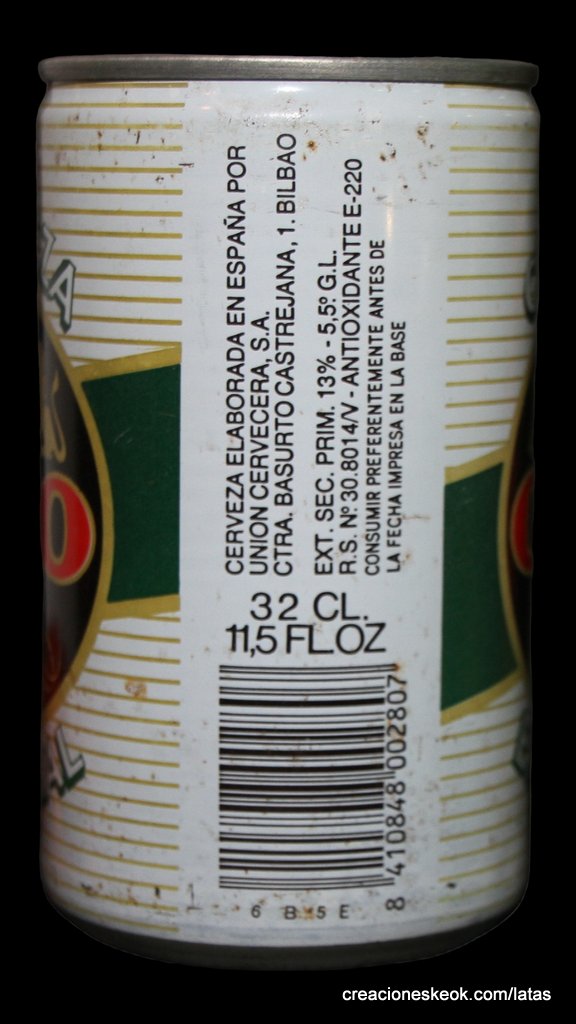 CERVEZA ELABORADA EN ESPAÑA POR
UNION CERVECERA, S.A.
CTRA. BASURTO CASTREJANA, 1. BILBAO
EXT. SEC. PRIM. 13% - 5,5º G.L.
R.S. Nº 30.8014/V - ANTIOXIDANTE E-220
CONSUMIR PREFERENTEMENTE ANTES DE
LA FECHA IMPRESA EN LA BASE
32 CL.
11,5 FL.OZ
8 410848 002807
6 B 5 E
creacioneskeok.com/latas